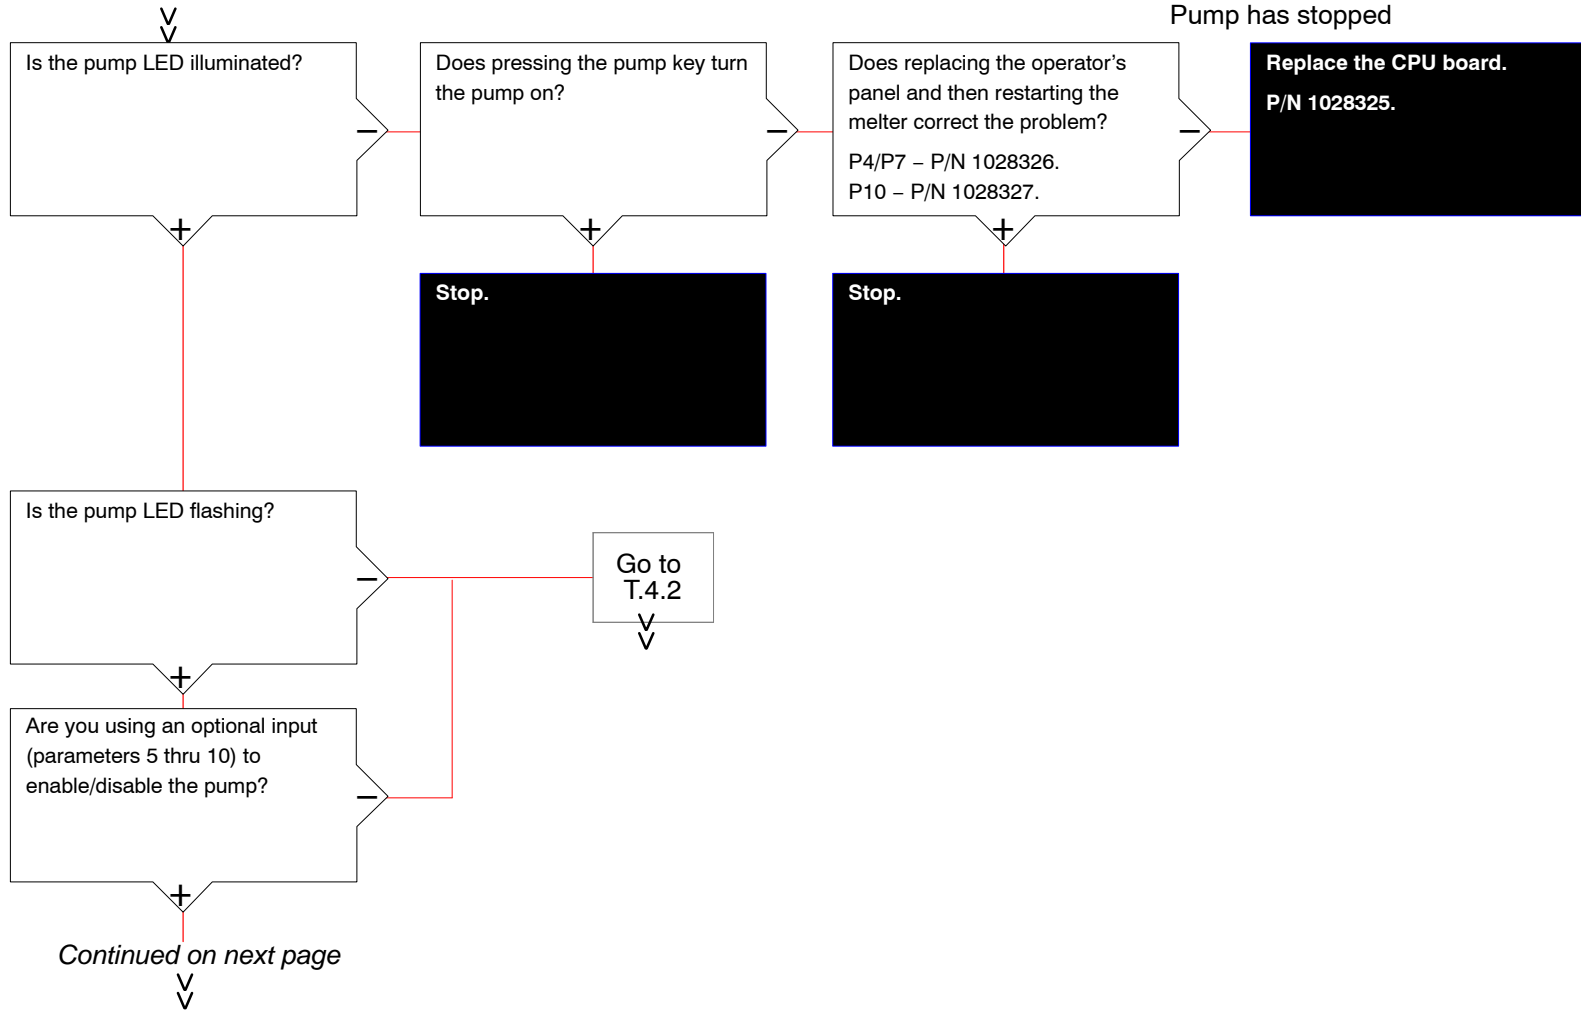 Pump has stopped
Is the pump LED illuminated?
−
+
Does pressing the pump key turn
the pump on?
−
+
Does replacing the operator’s
panel and then restarting the
melter correct the problem?
P4/P7 − P/N 1028326.
P10 − P/N 1028327.
−
+
Replace the CPU board.
P/N 1028325.
Stop.
Stop.
Is the pump LED flashing?
−
+
Go to
T.4.2
Are you using an optional input
(parameters 5 thru 10) to
enable/disable the pump?
−
+
Continued on next page